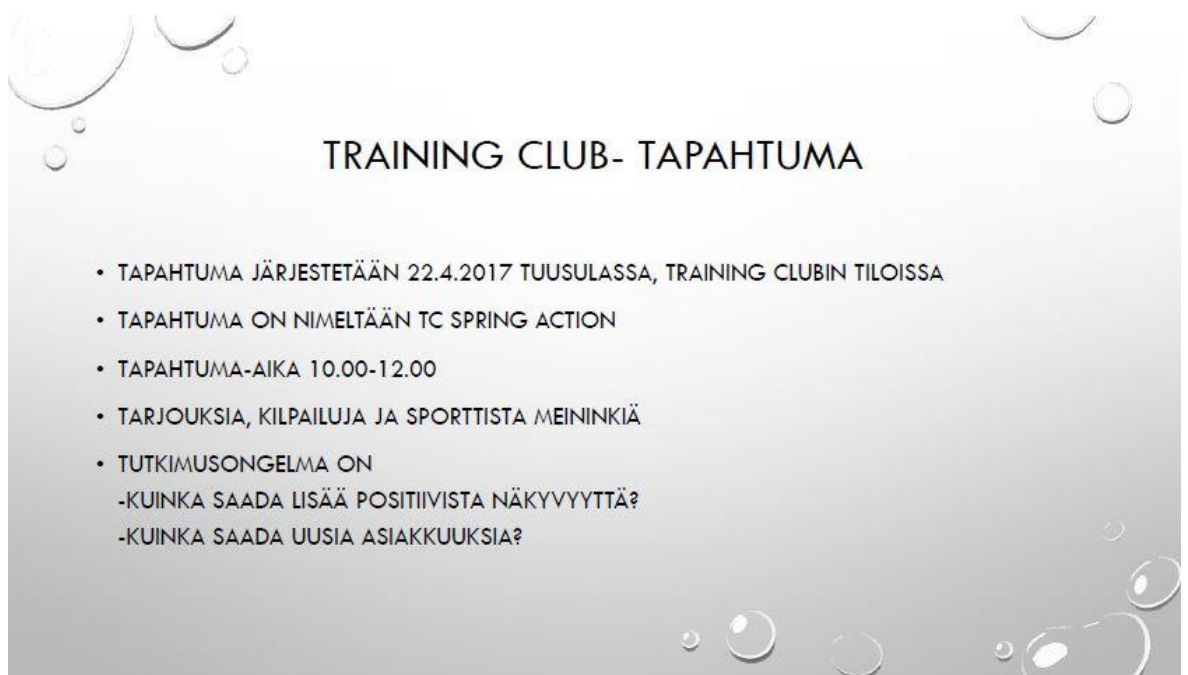 TRAINING CLUB- TAPAHTUMA
• TAPAHTUMA JÄRJESTETÄÄN 22.4.2017 TUUSULASSA, TRAINING CLUBIN TILOISSA
• TAPAHTUMA ON NIMELTÄÄN TC SPRING ACTION
• TAPAHTUMA-AIKA 10.00-12.00
• TARJOUKSIA, KILPAILUJA JA SPORTTISTA MEININKIÄ
• TUTKIMUSONGELMA ON
-KUINKA SAADA LISÄÄ POSITIIVISTA NÄKYVYYTTÄ?
-KUINKA SAADA UUSIA ASIAKKUUKSIA?